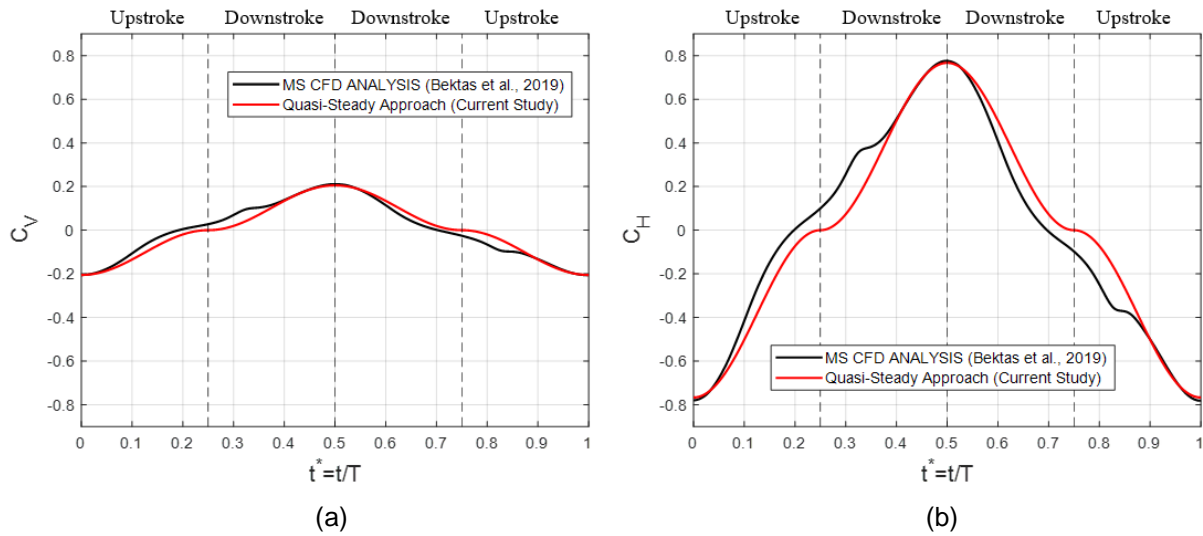 Upstroke Downstroke Downstroke Upstroke
0.8
0.6
0.4
0.2
0
-0.2
-0.4
-0.6
-0.8
C_V
MS CFD ANALYSIS (Bektas et al., 2019)
Quasi-Steady Approach (Current Study)
0 0.1 0.2 0.3 0.4 0.5 0.6 0.7 0.8 0.9 1
t*=t/T
(a)
Upstroke Downstroke Downstroke Upstroke
0.8
0.6
0.4
0.2
0
-0.2
-0.4
-0.6
-0.8
C_H
MS CFD ANALYSIS (Bektas et al., 2019)
Quasi-Steady Approach (Current Study)
0 0.1 0.2 0.3 0.4 0.5 0.6 0.7 0.8 0.9 1
t*=t/T
(b)